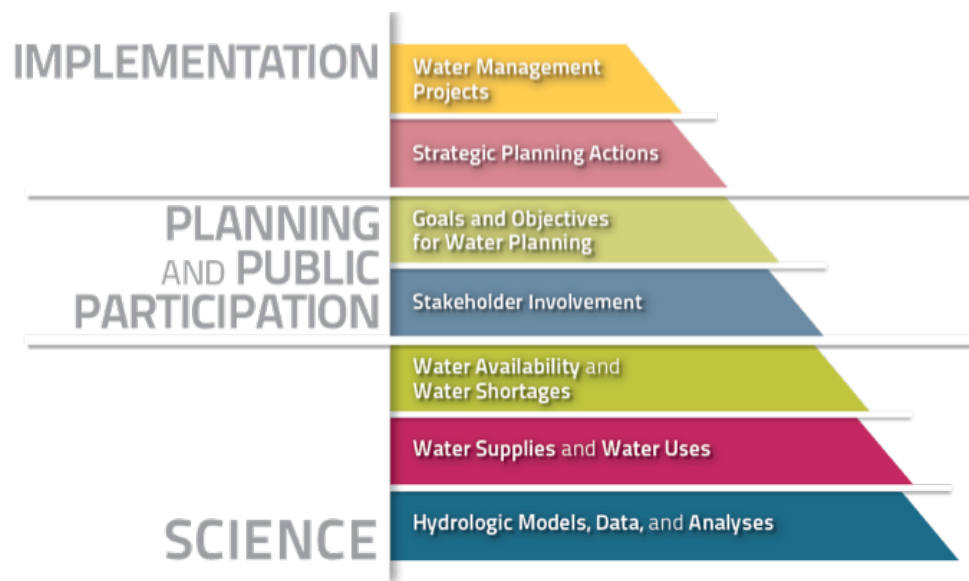 IMPLEMENTATION
Water Management
Projects
Strategic Planning Actions
PLANNING
AND PUBLIC
PARTICIPATION
Goals and Objectives
for Water Planning
Stakeholder Involvement
SCIENCE
Water Availability and
Water Shortages
Water Supplies and Water Uses
Hydrologic Models, Data, and Analyses